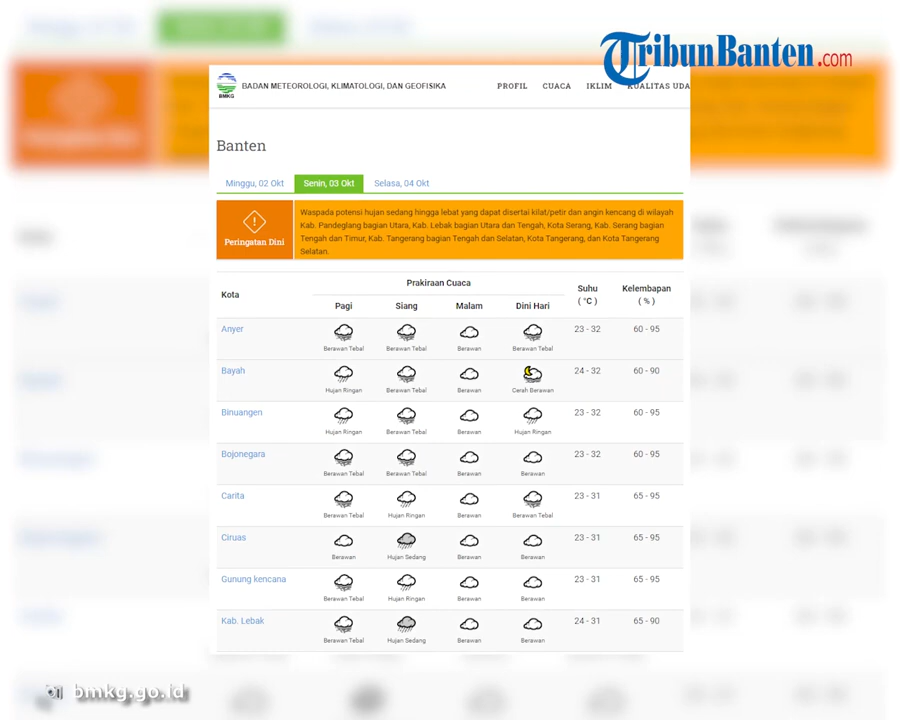 TribunBanten.com
BMKG
BADAN METEOROLOGI, KLIMATOLOGI, DAN GEOFISIKA PROFIL CUACA IKLIM KUALITAS UDA
Banten
Minggu, 02 Okt Senin, 03 Okt Selasa, 04 Okt
Peringatan Dini
Waspada potensi hujan sedang hingga lebat yang dapat disertai kilat/petir dan angin kencang di wilayah
Kab. Pandeglang bagian Utara, Kab. Lebak bagian Utara dan Tengah, Kota Serang, Kab. Serang bagian
Tengah dan Timur, Kab. Tangerang bagian Tengah dan Selatan, Kota Tangerang, dan Kota Tangerang
Selatan.
Kota Prakiraan Cuaca Suhu Kelembapan
Pagi Siang Malam Dini Hari ( °C ) ( % )
Anyer 23 - 32 60 - 95
Berawan Tebal Berawan Tebal Berawan Berawan Tebal
Bayah 24 - 32 60 - 90
Hujan Ringan Berawan Tebal Berawan Cerah Berawan
Binuangen 23 - 32 60 - 95
Hujan Ringan Berawan Tebal Berawan Hujan Ringan
Bojonegara 23 - 32 60 - 95
Berawan Tebal Berawan Tebal Berawan Berawan
Carita 23 - 31 65 - 95
Berawan Tebal Hujan Ringan Berawan Berawan Tebal
Ciruas 23 - 31 65 - 95
Berawan Hujan Sedang Berawan Berawan
Gunung kencana 23 - 31 65 - 95
Berawan Tebal Hujan Ringan Berawan Berawan
Kab. Lebak 24 - 31 65 - 90
Berawan Tebal Hujan Sedang Berawan Berawan
bmkg.go.id